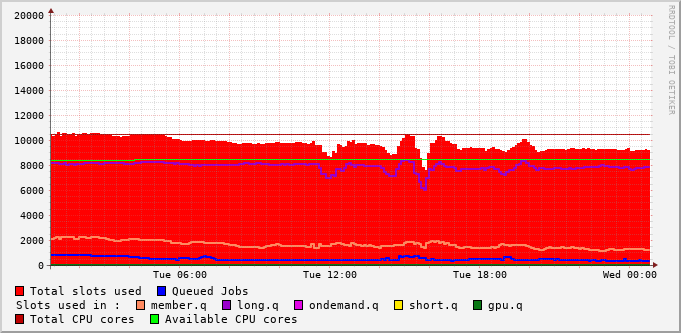 20000
18000
16000
14000
12000
10000
8000
6000
4000
2000
0
RRDTOOL / TOBI OETIKER
Tue 06:00 Tue 12:00 Tue 18:00 Wed 00:00
Total slots used Queued Jobs
Slots used in : member.q long.q ondemand.q short.q gpu.q
Total CPU cores Available CPU cores